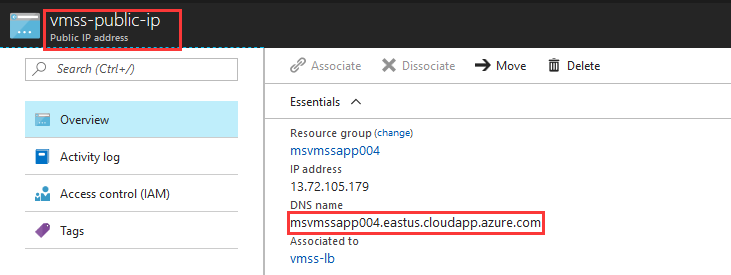 vmss-public-ip
Public IP address
Search (Ctrl+/)
Overview
Activity log
Access control (IAM)
Tags
Associate
Dissociate
Move
Delete
Essentials
Resource group (change)
msvmssapp004
IP address
13.72.105.179
DNS name
msvmssapp004.eastus.cloudapp.azure.com
Associated to
vmss-lb